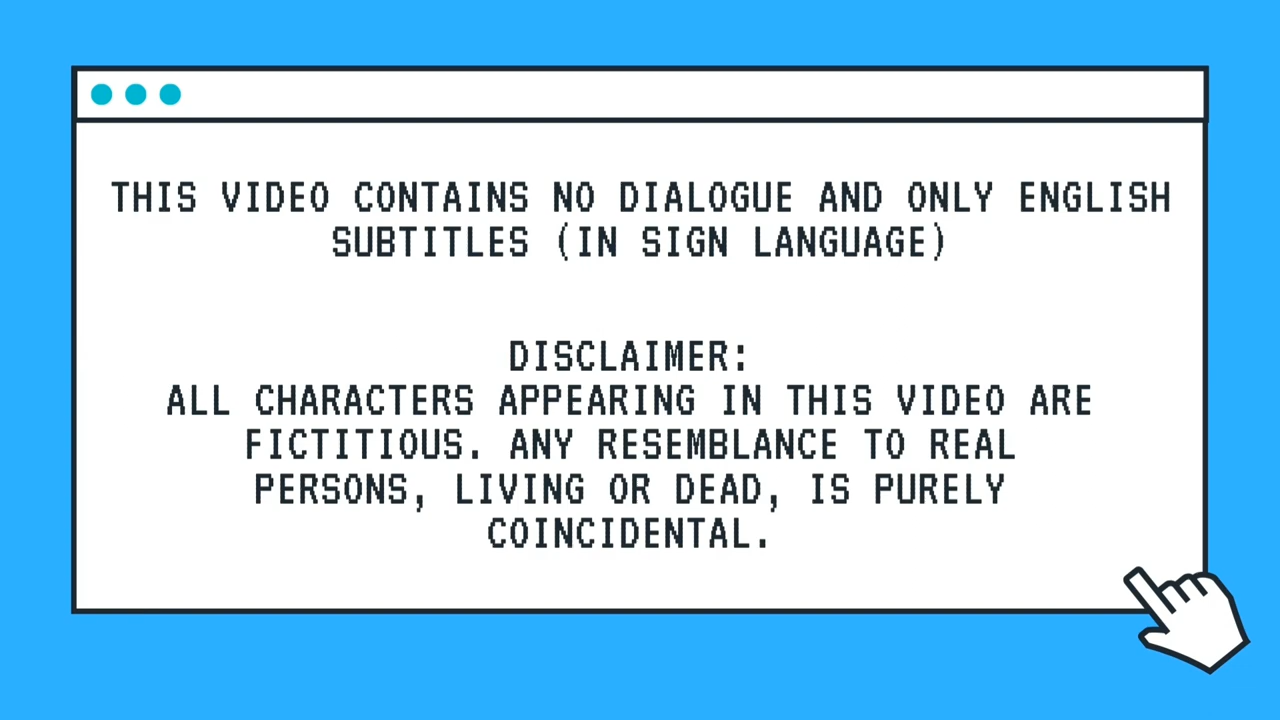 THIS VIDEO CONTAINS NO DIALOGUE AND ONLY ENGLISH
SUBTITLES (IN SIGN LANGUAGE)
DISCLAIMER:
ALL CHARACTERS APPEARING IN THIS VIDEO ARE
FICTITIOUS. ANY RESEMBLANCE TO REAL
PERSONS, LIVING OR DEAD, IS PURELY
COINCIDENTAL.